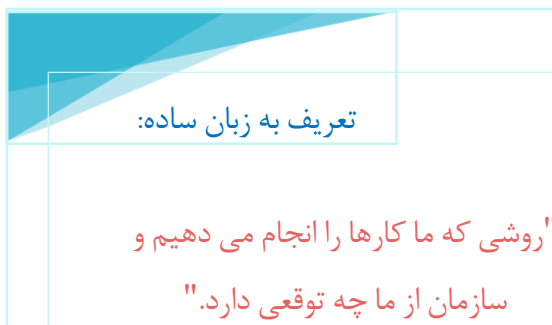 تعریف به زبان ساده:
"روشی که ما کارها را انجام می دهیم و
سازمان از ما چه توقعی دارد."